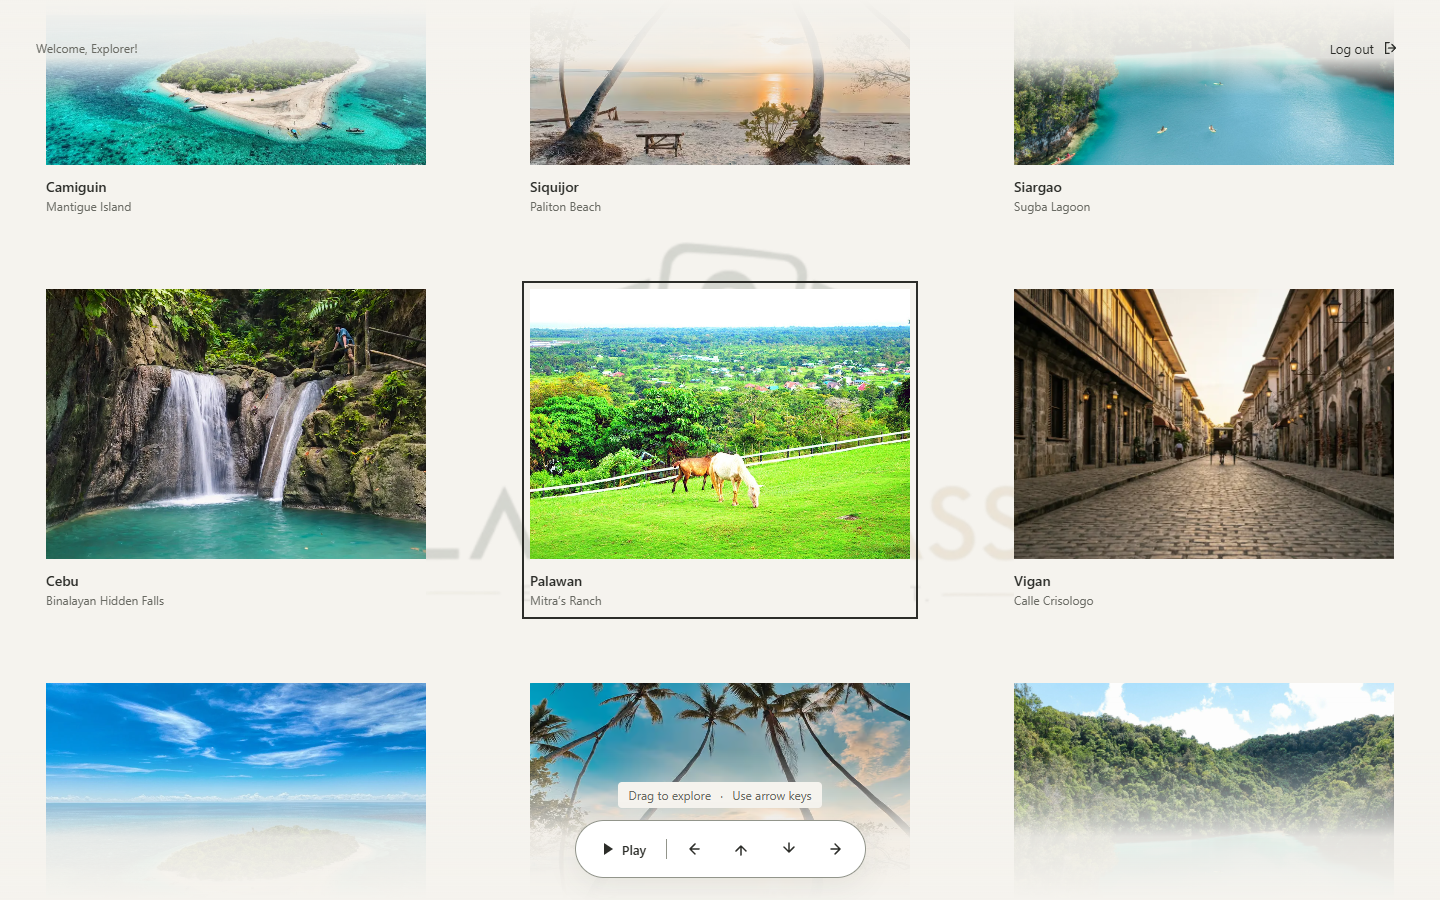 Welcome, Explorer!
Log out
Camiguin
Mantigue Island
Siquijor
Paliton Beach
Siargao
Sugba Lagoon
Cebu
Binalayan Hidden Falls
Palawan
Mitra's Ranch
Vigan
Calle Crisologo
Drag to explore · Use arrow keys
Play